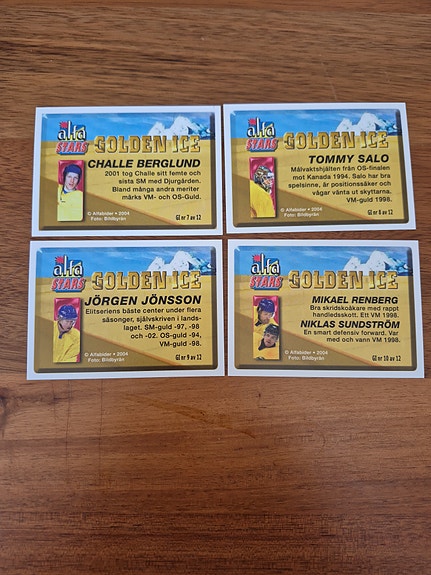 alfa
STARS
GOLDEN ICE
CHALLE BERGLUND
2001 tog Challe sitt femte och
sista SM med Djurgården.
Bland många andra meriter
märks VM- och OS-Guld.
© Alfabilder • 2004
Foto: Bildbyrån
GI nr 7 av 12
alfa
STARS
GOLDEN ICE
TOMMY SALO
Målvaktshjälten från OS-finalen
mot Kanada 1994. Salo har bra
spelsinne, är positionssäker och
vågar vänta ut skyttarna.
VM-guld 1998.
© Alfabilder • 2004
Foto: Bildbyrån
GI nr 8 av 12
alfa
STARS
GOLDEN ICE
JÖRGEN JÖNSSON
Elitseriens bäste center under flera
säsonger, självskriven i lands-
laget. SM-guld -97, -98
och -02. OS-guld -94,
VM-guld -98.
© Alfabilder • 2004
Foto: Bildbyrån
GI nr 9 av 12
alfa
STARS
GOLDEN ICE
MIKAEL RENBERG
Bra skridskoåkare med rappt
handledsskott. Ett VM 1998.
NIKLAS SUNDSTRÖM
En smart defensiv forward. Var
med och vann VM 1998.
© Alfabilder • 2004
Foto: Bildbyrån
GI nr 10 av 12